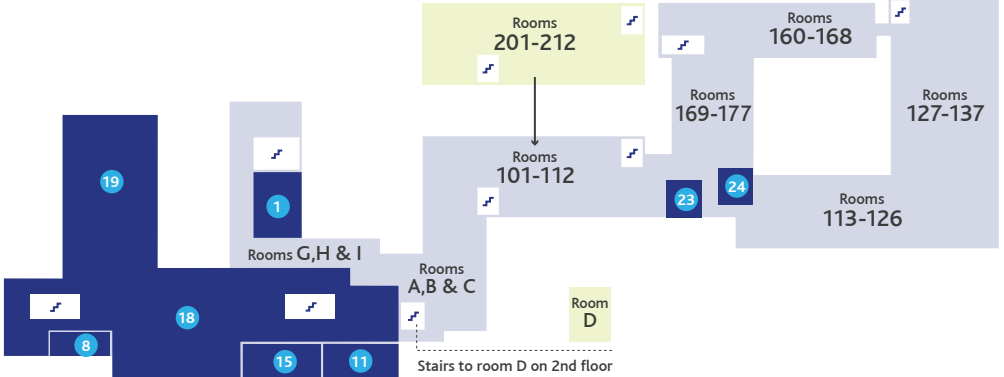 Rooms
201-212
Rooms
160-168
Rooms
169-177
Rooms
127-137
19
Rooms
101-112
1
23
24
Rooms
113-126
Rooms G,H & I
Rooms
A,B & C
Room
D
18
8
15
11
Stairs to room D on 2nd floor